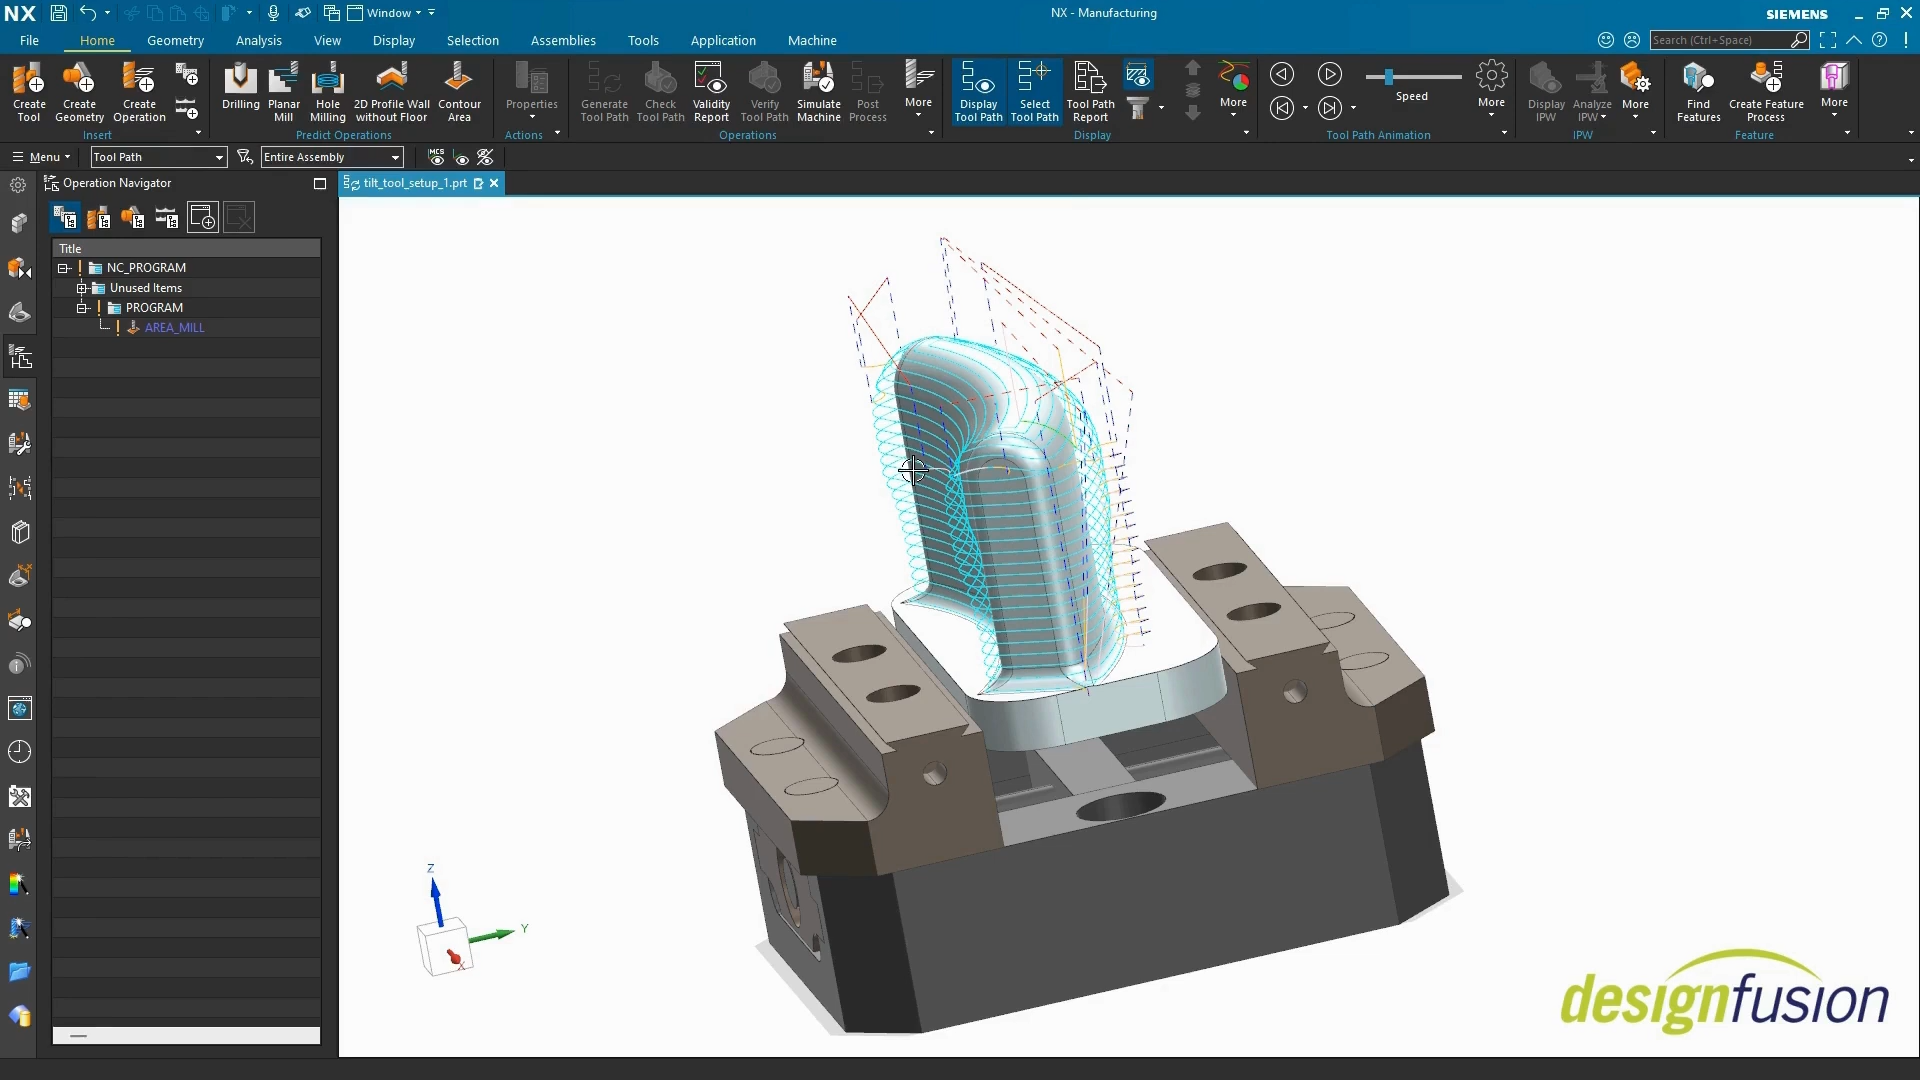 NX
Window
NX - Manufacturing
SIEMENS
File Home Geometry Analysis View Display Selection Assemblies Tools Application Machine
Search (Ctrl+Space)
Create Tool
Create Geometry
Create Operation
Insert
Drilling
Planar Mill
Hole Milling
2D Profile Wall without Floor
Contour Area
Predict Operations
Properties
Actions
Generate Tool Path
Check Tool Path
Validity Report
Verify Tool Path
Simulate Machine
Post Process
More
Operations
Display Tool Path
Select Tool Path
Tool Path Report
More
Display
Speed
More
Tool Path Animation
Display IPW
Analyze IPW
More
IPW
Find Features
Create Feature Process
More
Feature
Menu
Tool Path
Entire Assembly
MCS
Operation Navigator
tilt_tool_setup_1.prt
Title
NC_PROGRAM
Unused Items
PROGRAM
AREA_MILL
Z
Y
X
designfusion